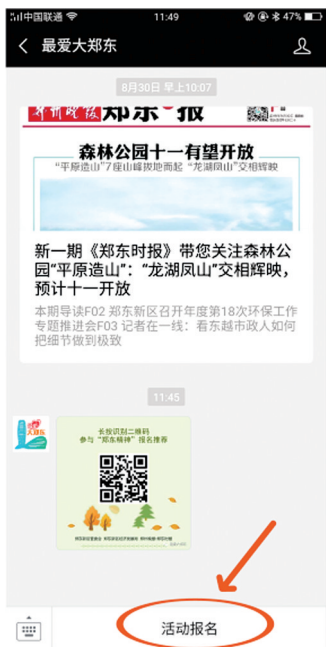 中国联通
11:49
47%
最爱大郑东
8月30日 早上10:07
郑州晚报 郑东时报
森林公园十一有望开放
“平原造山”7座山峰拔地而起 “龙湖凤山”交相辉映
新一期《郑东时报》带您关注森林公
园“平原造山”：“龙湖凤山”交相辉映，
预计十一开放
本期导读F02 郑东新区召开年度第18次环保工作
专题推进会F03 记者在一线：看东越市政人如何
把细节做到极致
11:45
长按识别二维码
参与“郑东精神”报名推荐
活动报名